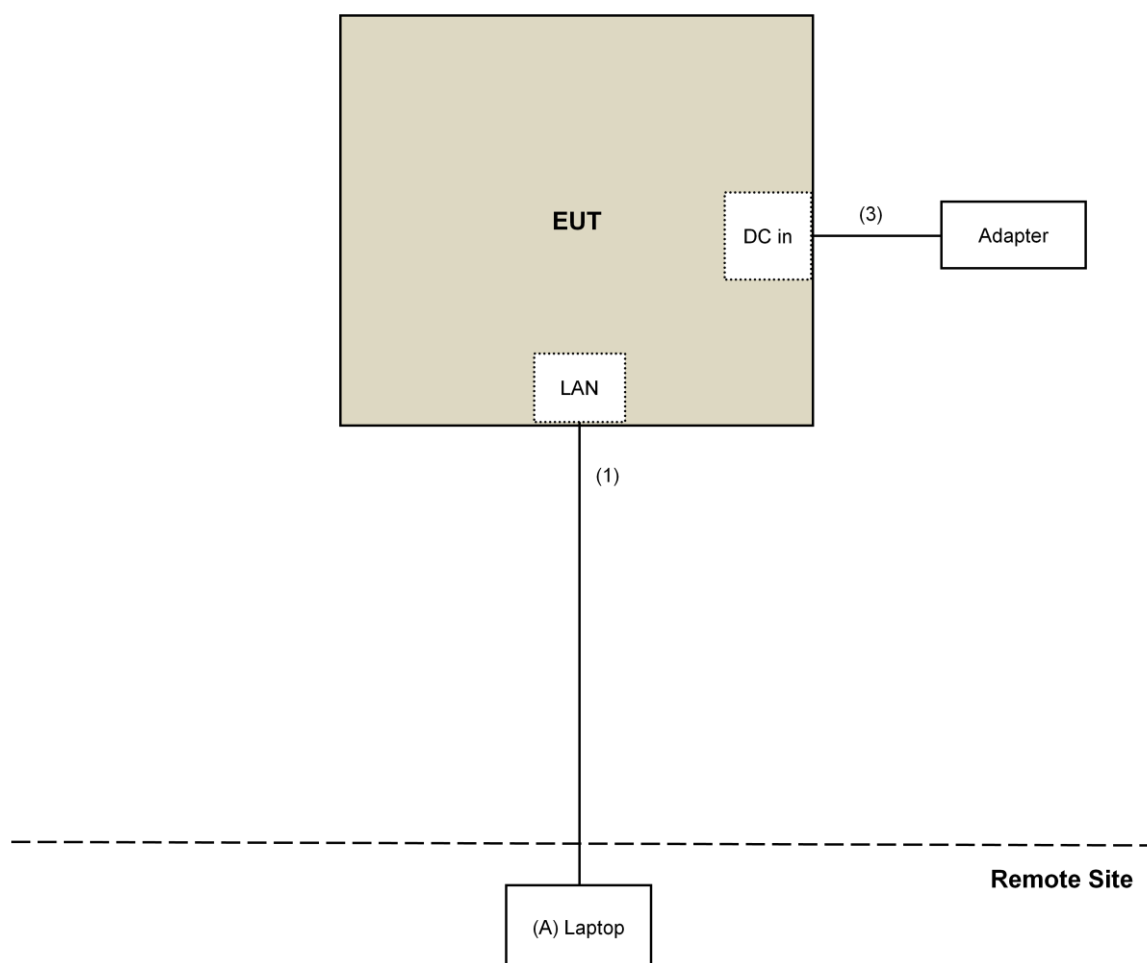 EUT
DC in
(3)
Adapter
LAN
(1)
Remote Site
(A) Laptop